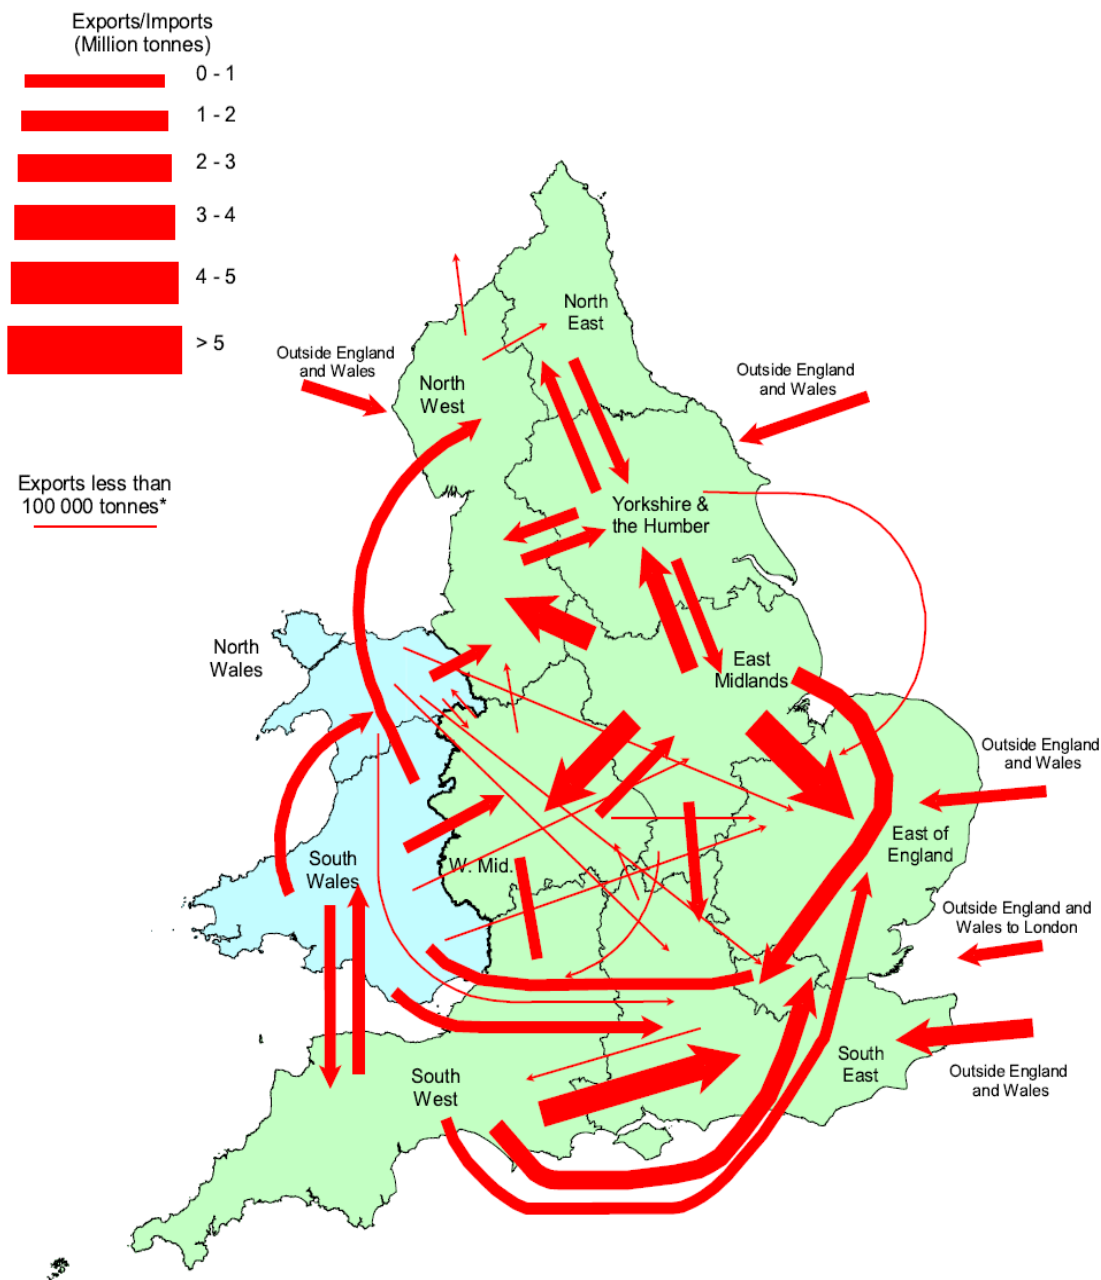 Exports/Imports
(Million tonnes)
0 - 1
1 - 2
2 - 3
3 - 4
4 - 5
> 5
Exports less than
100 000 tonnes*
North
East
Outside England
and Wales
North
West
Outside England
and Wales
Yorkshire &
the Humber
North
Wales
East
Midlands
Outside England
and Wales
East of
England
South
Wales
W. Mid.
Outside England and
Wales to London
South
East
South
West
Outside England
and Wales